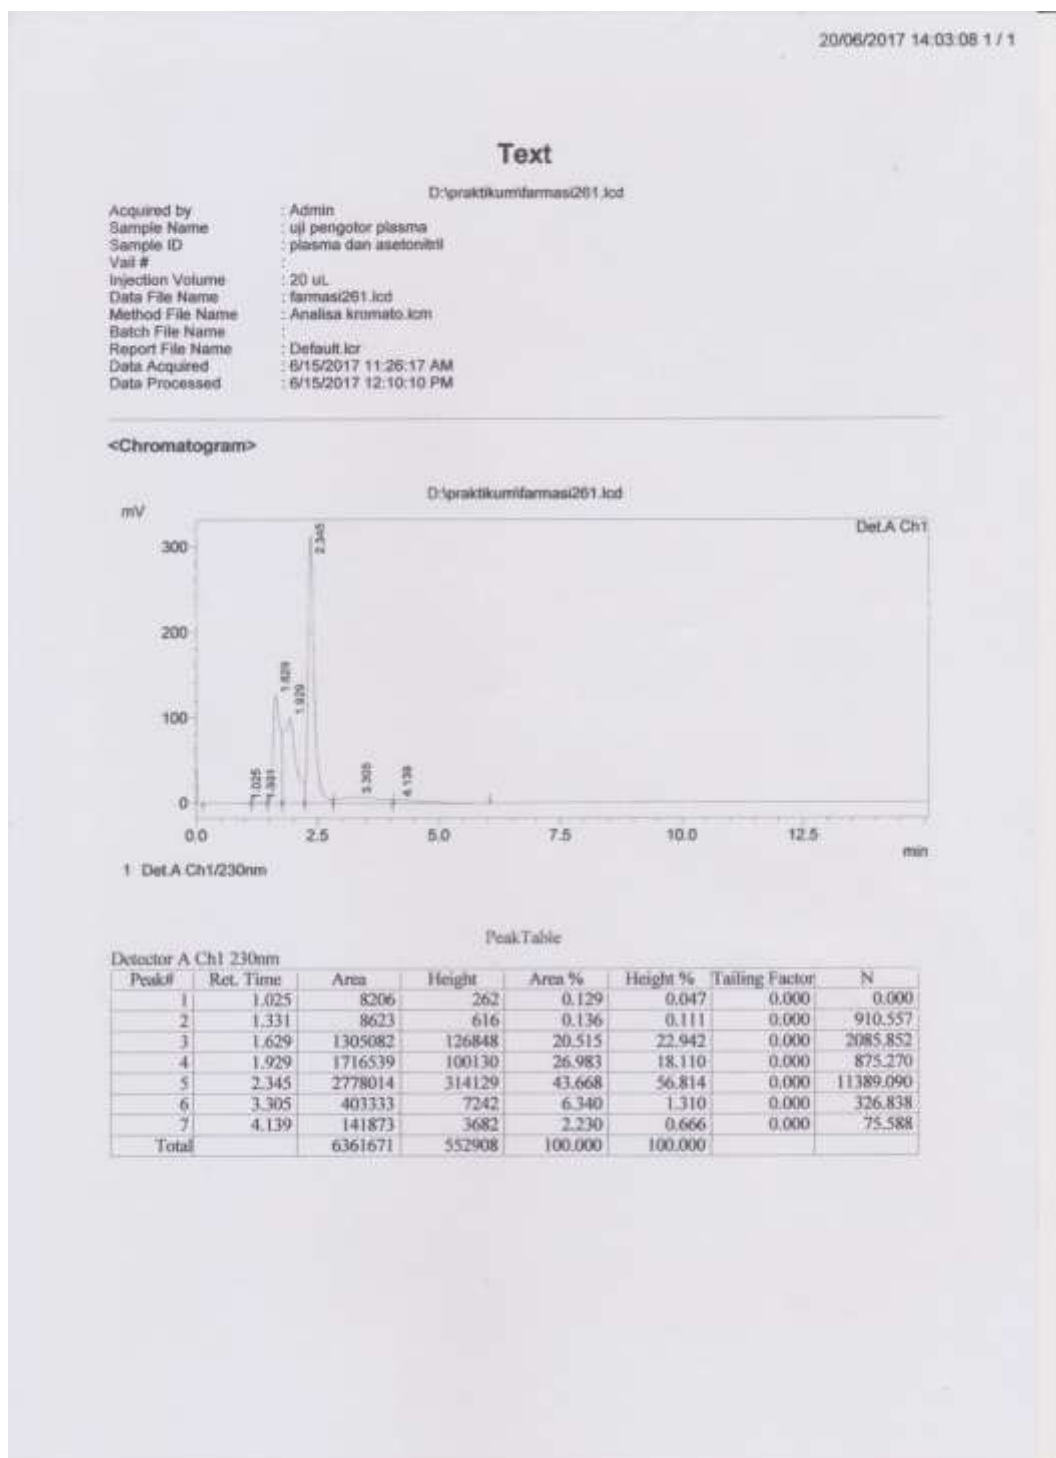 20/06/2017 14:03:08 1 / 1
Text
D:\praktikum\farmasi261.lcd
Acquired by : Admin
Sample Name : uji pengotor plasma
Sample ID : plasma dan asetonitril
Vail # :
Injection Volume : 20 uL
Data File Name : farmasi261.lcd
Method File Name : Analisa kromato.lcm
Batch File Name :
Report File Name : Default.lcr
Data Acquired : 6/15/2017 11:26:17 AM
Data Processed : 6/15/2017 12:10:10 PM
<Chromatogram>
D:\praktikum\farmasi261.lcd
mV
Det.A Ch1
300
200
100
0
1.025
1.331
1.629
1.929
2.345
3.305
4.139
0.0 2.5 5.0 7.5 10.0 12.5
min
1 Det.A Ch1/230nm
PeakTable
Detector A Ch1 230nm
Peak# Ret. Time Area Height Area % Height % Tailing Factor N
1 1.025 8206 262 0.129 0.047 0.000 0.000
2 1.331 8623 616 0.136 0.111 0.000 910.557
3 1.629 1305082 126848 20.515 22.942 0.000 2085.852
4 1.929 1716539 100130 26.983 18.110 0.000 875.270
5 2.345 2778014 314129 43.668 56.814 0.000 11389.090
6 3.305 403333 7242 6.340 1.310 0.000 326.838
7 4.139 141873 3682 2.230 0.666 0.000 75.588
Total 6361671 552908 100.000 100.000